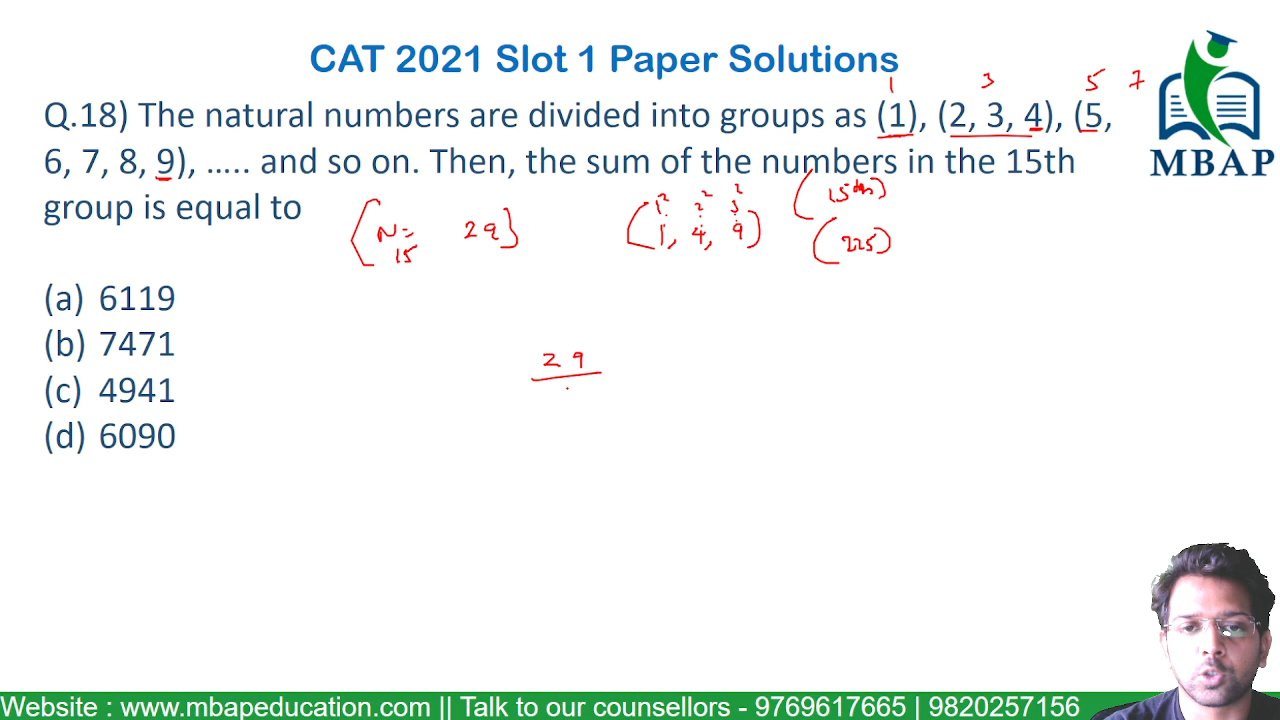 CAT 2021 Slot 1 Paper Solutions
1 3 5 7
Q.18) The natural numbers are divided into groups as (1), (2, 3, 4), (5,
6, 7, 8, 9), ..... and so on. Then, the sum of the numbers in the 15th
group is equal to
MBAP
1² 2² 3²
(1, 4, 9)
(225)
N=15 29
(a) 6119
(b) 7471
(c) 4941
(d) 6090
29
Website : www.mbapeducation.com || Talk to our counsellors - 9769617665 | 9820257156